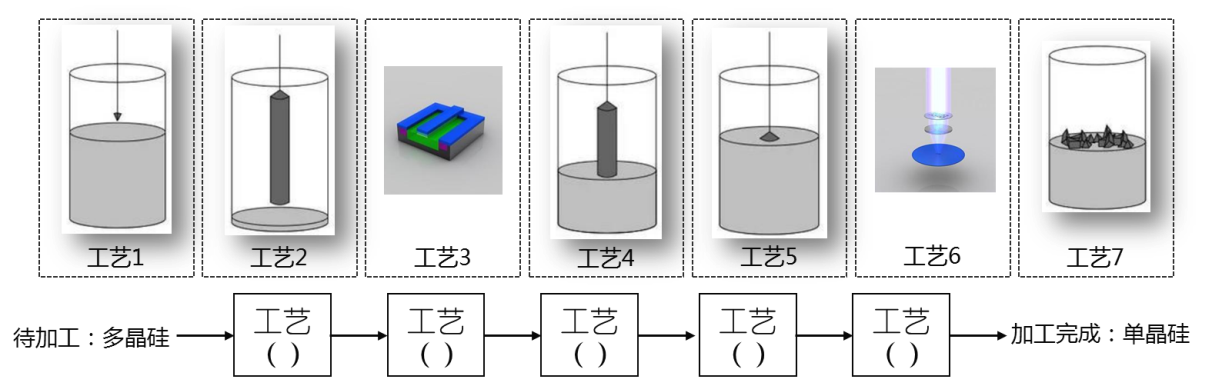 工艺1
工艺2
工艺3
工艺4
工艺5
工艺6
工艺7
待加工：多晶硅
工艺
( )
工艺
( )
工艺
( )
工艺
( )
工艺
( )
加工完成：单晶硅